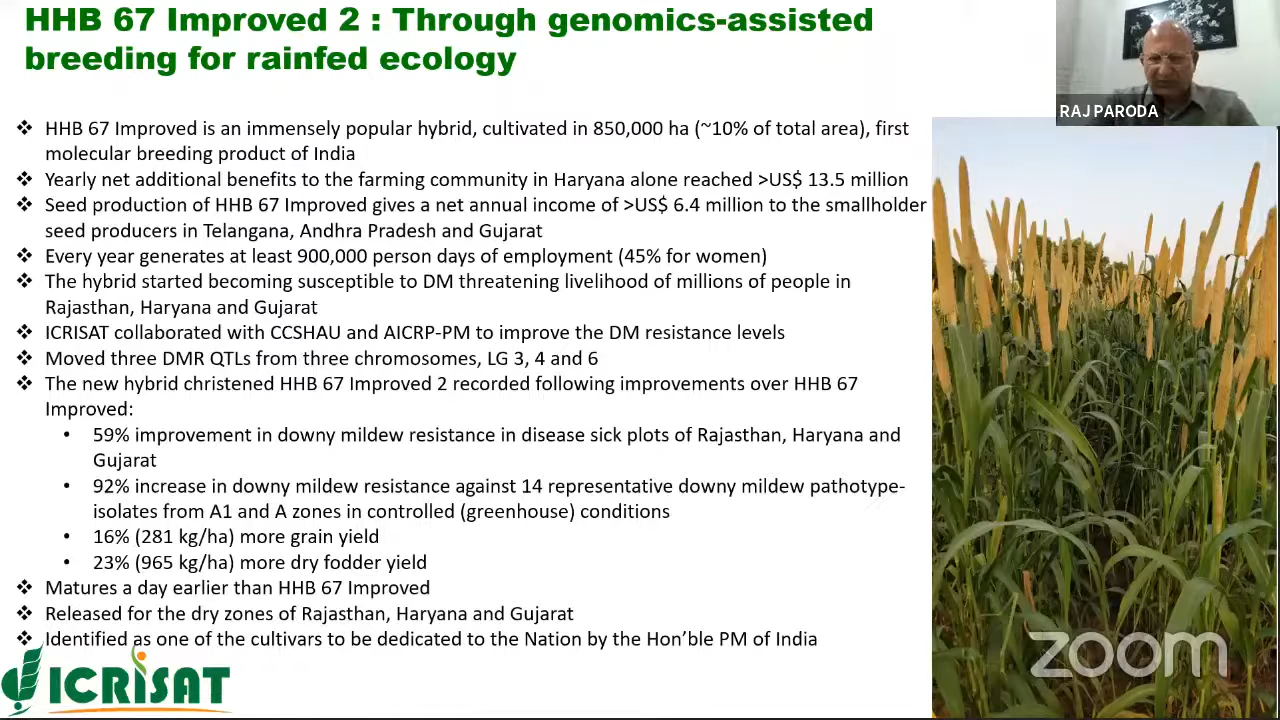 HHB 67 Improved 2 : Through genomics-assisted
breeding for rainfed ecology
RAJ PARODA
❖ HHB 67 Improved is an immensely popular hybrid, cultivated in 850,000 ha (~10% of total area), first
molecular breeding product of India
❖ Yearly net additional benefits to the farming community in Haryana alone reached >US$ 13.5 million
❖ Seed production of HHB 67 Improved gives a net annual income of >US$ 6.4 million to the smallholder
seed producers in Telangana, Andhra Pradesh and Gujarat
❖ Every year generates at least 900,000 person days of employment (45% for women)
❖ The hybrid started becoming susceptible to DM threatening livelihood of millions of people in
Rajasthan, Haryana and Gujarat
❖ ICRISAT collaborated with CCSHAU and AICRP-PM to improve the DM resistance levels
❖ Moved three DMR QTLs from three chromosomes, LG 3, 4 and 6
❖ The new hybrid christened HHB 67 Improved 2 recorded following improvements over HHB 67
Improved:
• 59% improvement in downy mildew resistance in disease sick plots of Rajasthan, Haryana and
Gujarat
• 92% increase in downy mildew resistance against 14 representative downy mildew pathotype-
isolates from A1 and A zones in controlled (greenhouse) conditions
• 16% (281 kg/ha) more grain yield
• 23% (965 kg/ha) more dry fodder yield
❖ Matures a day earlier than HHB 67 Improved
❖ Released for the dry zones of Rajasthan, Haryana and Gujarat
❖ Identified as one of the cultivars to be dedicated to the Nation by the Hon’ble PM of India
ICRISAT
zoom